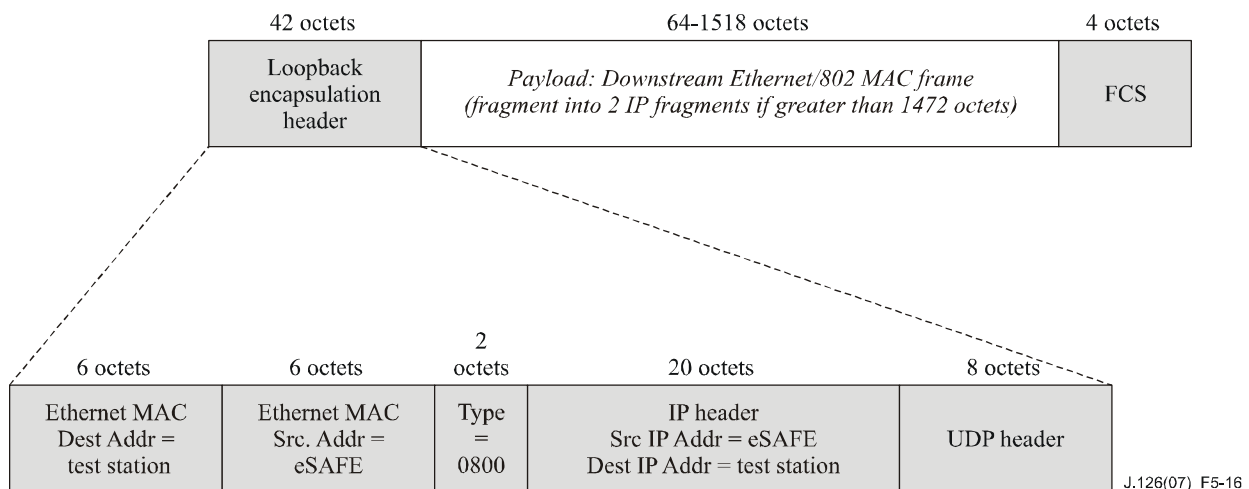 42 octets
64-1518 octets
4 octets
Loopback
encapsulation
header
Payload: Downstream Ethernet/802 MAC frame
(fragment into 2 IP fragments if greater than 1472 octets)
FCS
6 octets
6 octets
2
octets
20 octets
8 octets
Ethernet MAC
Dest Addr =
test station
Ethernet MAC
Src. Addr =
eSAFE
Type
=
0800
IP header
Src IP Addr = eSAFE
Dest IP Addr = test station
UDP header
J.126(07)_F5-16